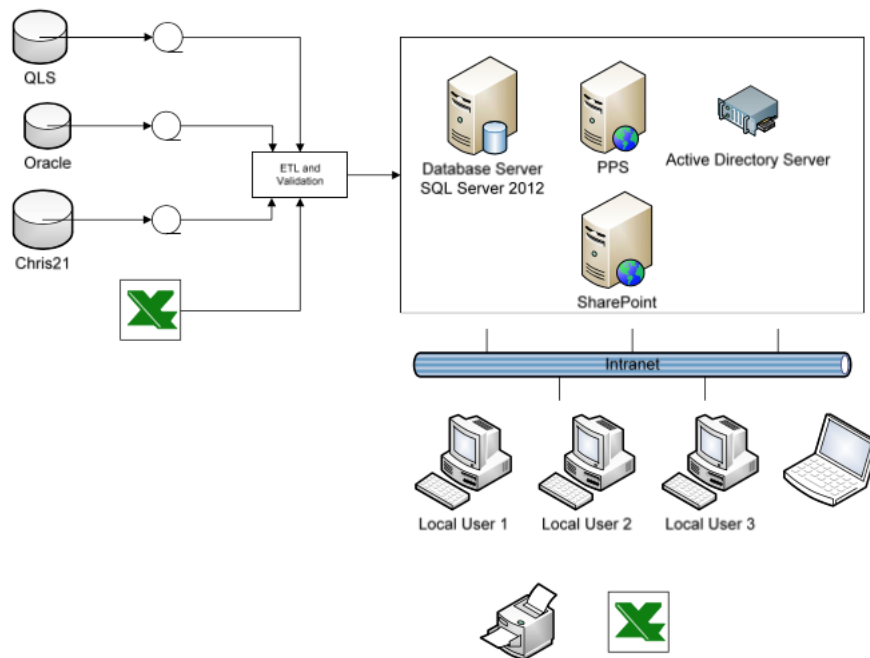 QLS
Oracle
Chris21
ETL and
Validation
Database Server
SQL Server 2012
PPS
Active Directory Server
SharePoint
Intranet
Local User 1
Local User 2
Local User 3